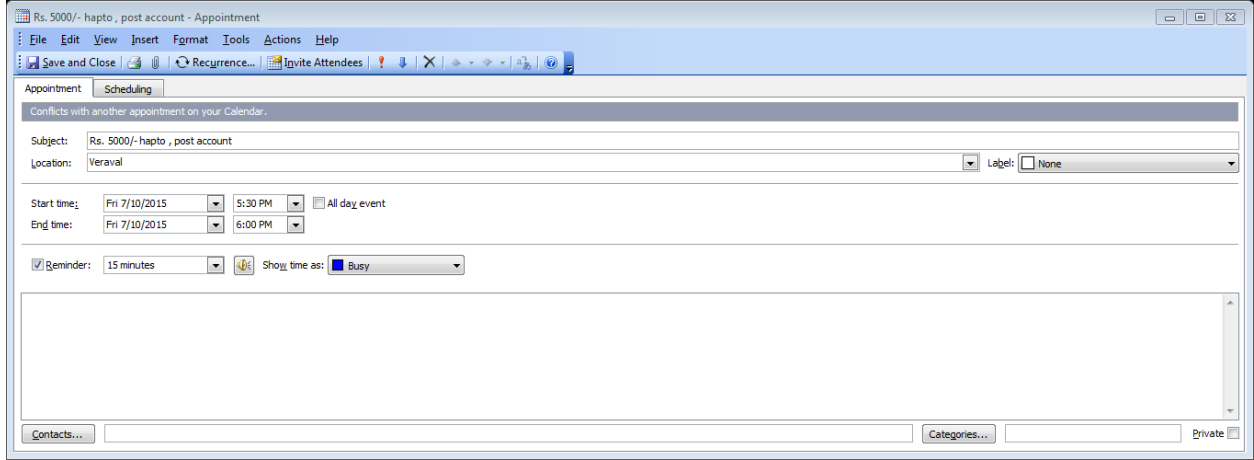 Rs. 5000/- hapto , post account - Appointment
File Edit View Insert Format Tools Actions Help
Save and Close Recurrence... Invite Attendees
Appointment Scheduling
Conflicts with another appointment on your Calendar.
Subject: Rs. 5000/- hapto , post account
Location: Veraval Label: None
Start time: Fri 7/10/2015 5:30 PM All day event
End time: Fri 7/10/2015 6:00 PM
Reminder: 15 minutes Show time as: Busy
Contacts... Categories... Private